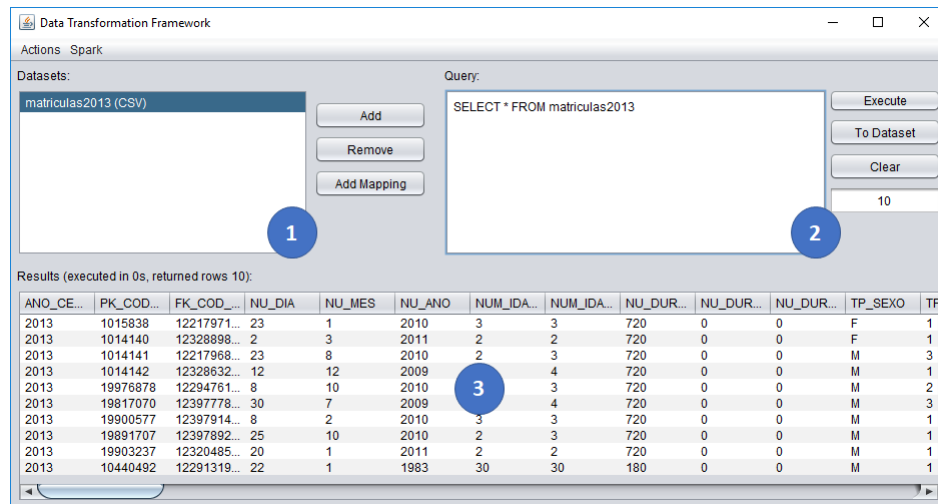 Data Transformation Framework
Actions Spark
Datasets:
Query:
matriculas2013 (CSV)
Add
Remove
Add Mapping
1
SELECT * FROM matriculas2013
2
Execute
To Dataset
Clear
10
Results (executed in 0s, returned rows 10):
ANO_CE... PK_COD... FK_COD_... NU_DIA NU_MES NU_ANO NUM_IDA... NUM_IDA... NU_DUR... NU_DUR... NU_DUR... TP_SEXO
2013 1015838 12217971... 23 1 2010 3 3 720 0 0 F 1
2013 1014140 12328898... 2 3 2011 2 2 720 0 0 F 1
2013 1014141 12217968... 23 8 2010 2 3 720 0 0 M 3
2013 1014142 12328632... 12 12 2009 4 720 0 0 M 1
2013 19976878 12294761... 8 10 2010 3 720 0 0 M 2
2013 19817070 12397778... 30 7 2009 4 720 0 0 M 3
2013 19900577 12397914... 8 2 2010 3 3 720 0 0 M 1
2013 19891707 12397892... 25 10 2010 2 3 720 0 0 M 1
2013 19903237 12320485... 20 1 2011 2 2 720 0 0 M 1
2013 10440492 12291319... 22 1 1983 30 30 180 0 0 M 1
3